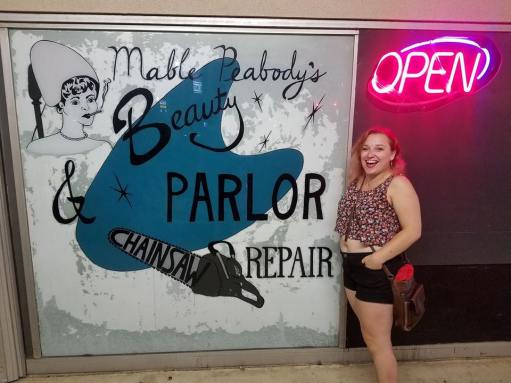 Mable Peabody's
Beauty
& PARLOR
CHAINSAW REPAIR
OPEN